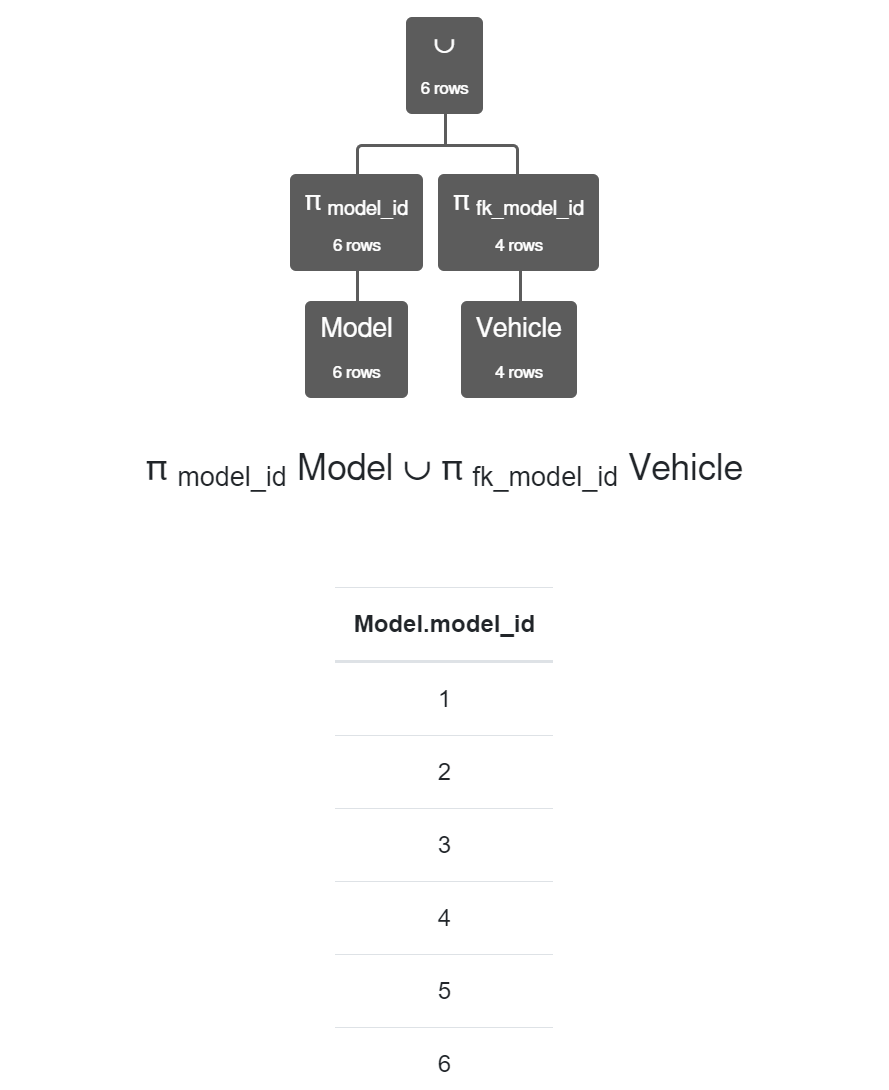 ∪
6 rows
π model_id
6 rows
π fk_model_id
4 rows
Model
6 rows
Vehicle
4 rows
π model_id Model ∪ π fk_model_id Vehicle
Model.model_id
1
2
3
4
5
6